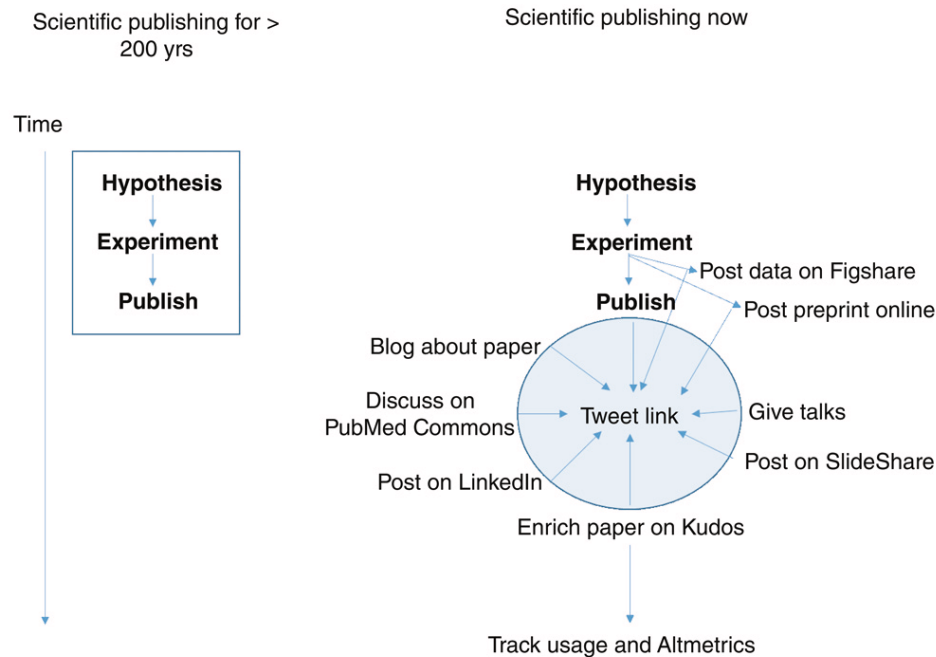 Scientific publishing for >
200 yrs
Scientific publishing now
Time
Hypothesis
Experiment
Publish
Hypothesis
Experiment
Post data on Figshare
Publish
Post preprint online
Blog about paper
Discuss on
PubMed Commons
Tweet link
Give talks
Post on LinkedIn
Post on SlideShare
Enrich paper on Kudos
Track usage and Altmetrics